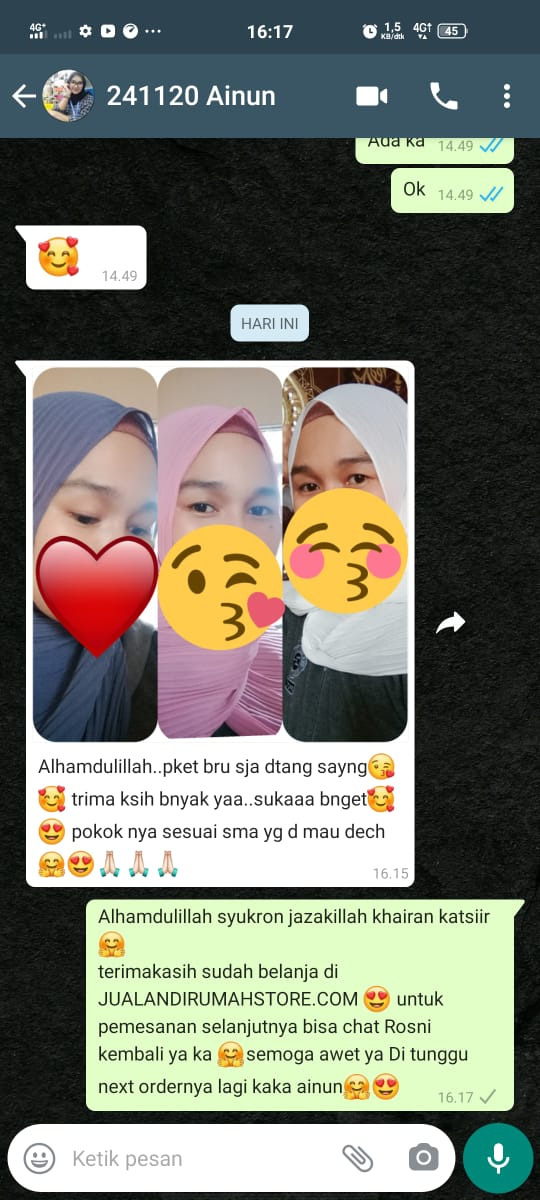 4G+
16:17
1,5
KB/dtk
4G†
45
241120 Ainun
Ada ka 14.49
Ok 14.49
14.49
HARI INI
Alhamdulillah..pket bru sja dtang sayng😘
🥰 trima ksih bnyak yaa..sukaaa bnget🥰
😍 pokok nya sesuai sma yg d mau dech
🤗😍🙏🏻🙏🏻🙏🏻 16.15
Alhamdulillah syukron jazakillah khairan katsiir
🤗
terimakasih sudah belanja di
JUALANDIRUMAHSTORE.COM 😍 untuk
pemesanan selanjutnya bisa chat Rosni
kembali ya ka 🤗 semoga awet ya Di tunggu
next ordernya lagi kaka ainun🤗😍 16.17
Ketik pesan